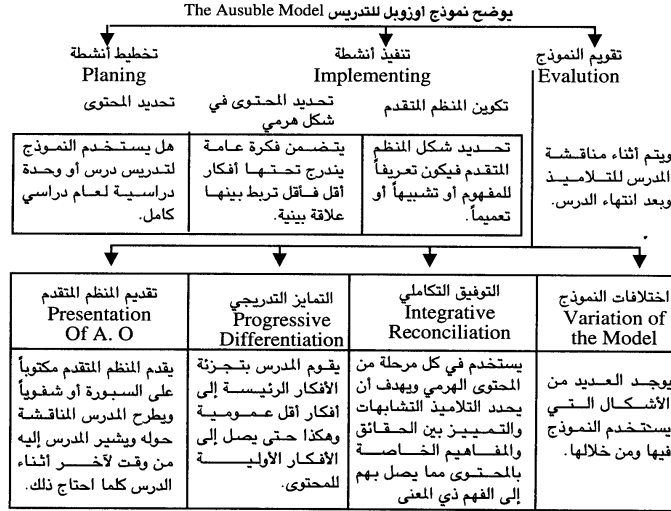 يوضح نموذج أوزوبل للتدريس The Ausuble Model
تخطيط أنشطة
Planing
تنفيذ أنشطة
Implementing
تقويم النموذج
Evalution
تحديد المحتوى
تحديد المحتوى في
شكل هرمي
تكوين المنظم المتقدم
هل يستخدم النموذج
لتدريس درس أو وحدة
دراسية لعام دراسي
كامل.
يتضمن فكرة عامة
يندرج تحتها أفكار
أقل فأقل تربط بينها
علاقة بينية.
تحديد شكل المنظم
المتقدم فيكون تعريفاً
للمفهوم أو تشبيهاً أو
تعميماً.
ويتم أثناء مناقشة
المدرس للتلاميذ
وبعد انتهاء الدرس.
تقديم المنظم المتقدم
Presentation
Of A. O
التمايز التدريجي
Progressive
Differentiation
التوفيق التكاملي
Integrative
Reconciliation
اختلافات النموذج
Variation of
the Model
يقدم المنظم المتقدم مكتوباً
على السبورة أو شفوياً
ويطرح المدرس المناقشة
حوله ويشير المدرس إليه
من وقت لآخر أثناء
الدرس كلما احتاج ذلك.
يقوم المدرس بتجزئة
الأفكار الرئيسة إلى
أفكار أقل عمومية
وهكذا حتى يصل إلى
الأفكار الأولية
للمحتوى.
يستخدم في كل مرحلة من
المحتوى الهرمي ويهدف أن
يحدد التلاميذ التشابهات
والتمييز بين الحقائق
والمفاهيم الخاصة
بالمحتوى مما يصل بهم
إلى الفهم ذي المعنى
يوجد العديد من
الأشكال التي
يستخدم النموذج
فيها ومن خلالها.